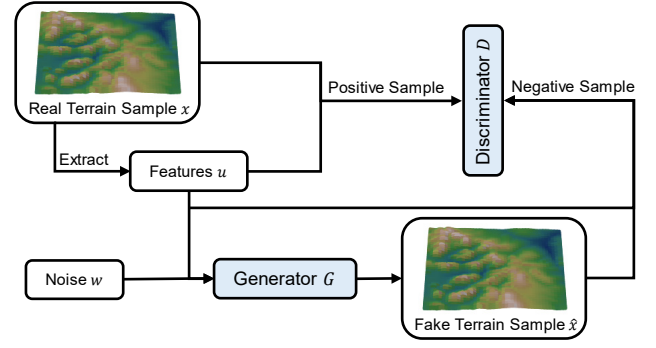 Real Terrain Sample x
Positive Sample
Discriminator D
Negative Sample
Extract
Features u
Noise w
Generator G
Fake Terrain Sample x̂